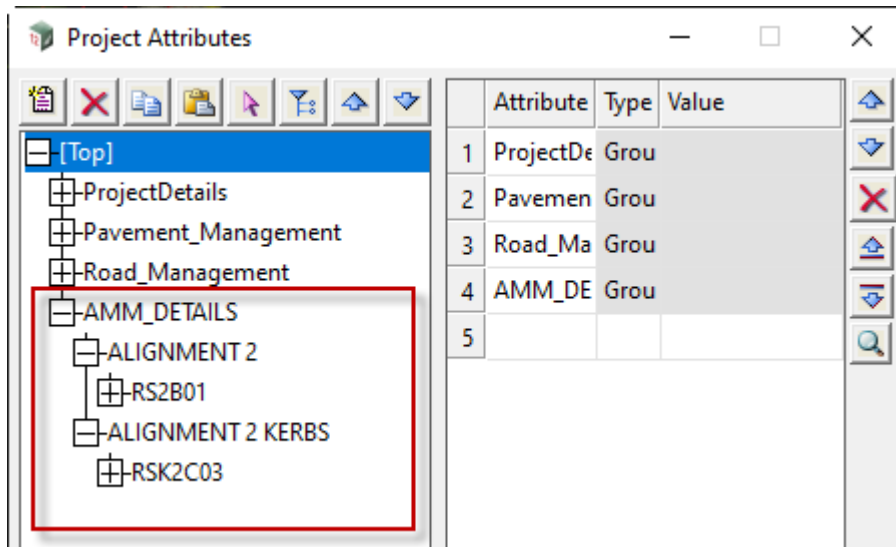 Project Attributes
[Top]
ProjectDetails
Pavement_Management
Road_Management
AMM_DETAILS
ALIGNMENT 2
RS2B01
ALIGNMENT 2 KERBS
RSK2C03
Attribute Type Value
1 ProjectDe Grou
2 Pavemen Grou
3 Road_Ma Grou
4 AMM_DE Grou
5